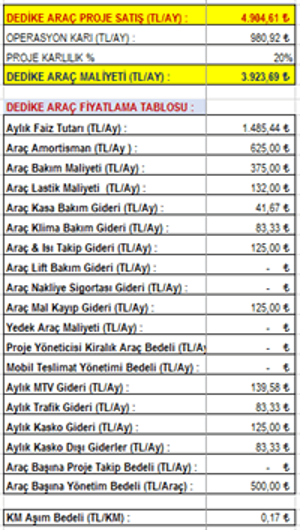 DEDİKE ARAÇ PROJE SATIŞ (TL/AY) : 4.904,61 ₺
OPERASYON KARI (TL/AY) : 980,92 ₺
PROJE KARLILIK % 20%
DEDİKE ARAÇ MALİYETİ (TL/AY) : 3.923,69 ₺
DEDİKE ARAÇ FİYATLAMA TABLOSU :
Aylık Faiz Tutarı (TL/Ay) : 1.485,44 ₺
Araç Amortisman (TL/Ay ) : 625,00 ₺
Araç Bakım Maliyeti (TL/Ay) : 375,00 ₺
Araç Lastik Maliyeti (TL/Ay) : 132,00 ₺
Araç Kasa Bakım Gideri (TL/Ay) : 41,67 ₺
Araç Klima Bakım Gideri (TL/Ay) : 83,33 ₺
Araç & Isı Takip Gideri (TL/Ay) : 125,00 ₺
Araç Lift Bakım Gideri (TL/Ay) : - ₺
Araç Nakliye Sigortası Gideri (TL/Ay) : - ₺
Araç Mal Kayıp Gideri (TL/Ay) : 125,00 ₺
Yedek Araç Maliyeti (TL/Ay) : - ₺
Proje Yöneticisi Kiralık Araç Bedeli (TL/Ay - ₺
Mobil Teslimat Yönetimi Bedeli (TL/Ay) : - ₺
Aylık MTV Gideri (TL/Ay) : 139,58 ₺
Aylık Trafik Gideri (TL/Ay) : 83,33 ₺
Aylık Kasko Gideri (TL/Ay) : 125,00 ₺
Aylık Kasko Dışı Giderler (TL/Ay) : 83,33 ₺
Araç Başına Proje Takip Bedeli (TL/Ay) : - ₺
Araç Başına Yönetim Bedeli (TL/Araç) : 500,00 ₺
KM Aşım Bedeli (TL/KM) : 0,17 ₺